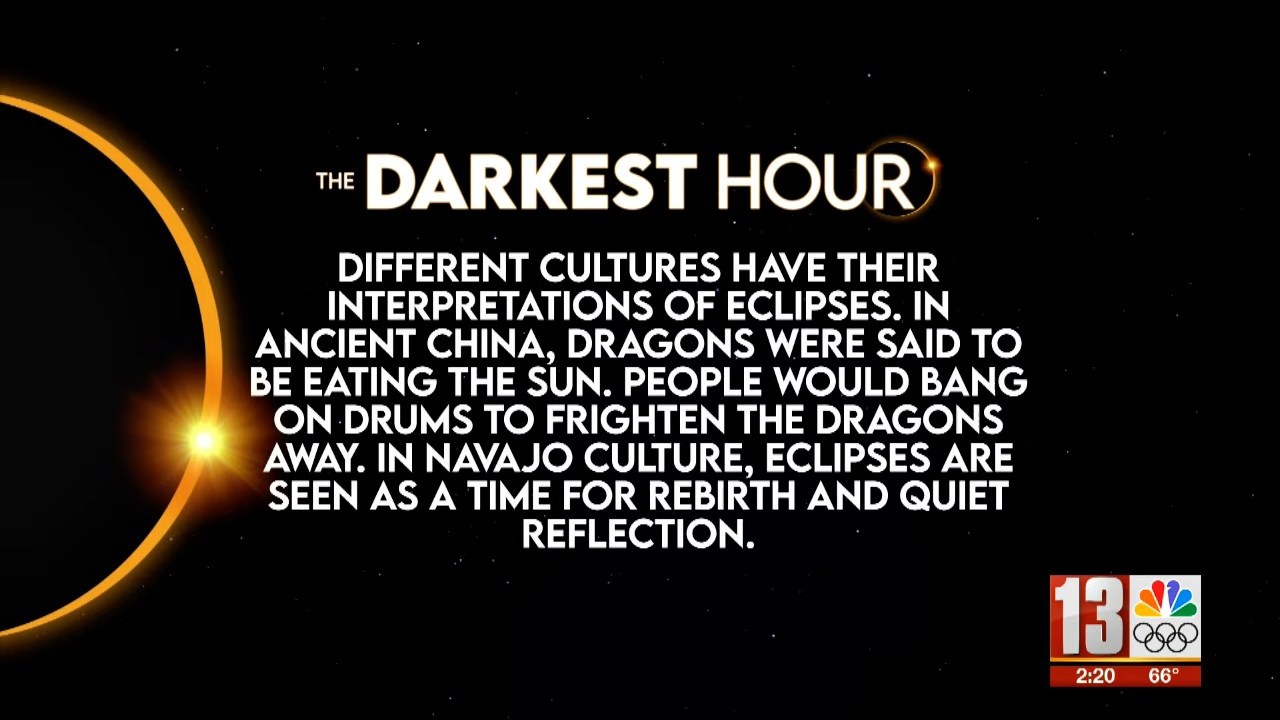 THE DARKEST HOUR
DIFFERENT CULTURES HAVE THEIR
INTERPRETATIONS OF ECLIPSES. IN
ANCIENT CHINA, DRAGONS WERE SAID TO
BE EATING THE SUN. PEOPLE WOULD BANG
ON DRUMS TO FRIGHTEN THE DRAGONS
AWAY. IN NAVAJO CULTURE, ECLIPSES ARE
SEEN AS A TIME FOR REBIRTH AND QUIET
REFLECTION.
13
2:20 66°